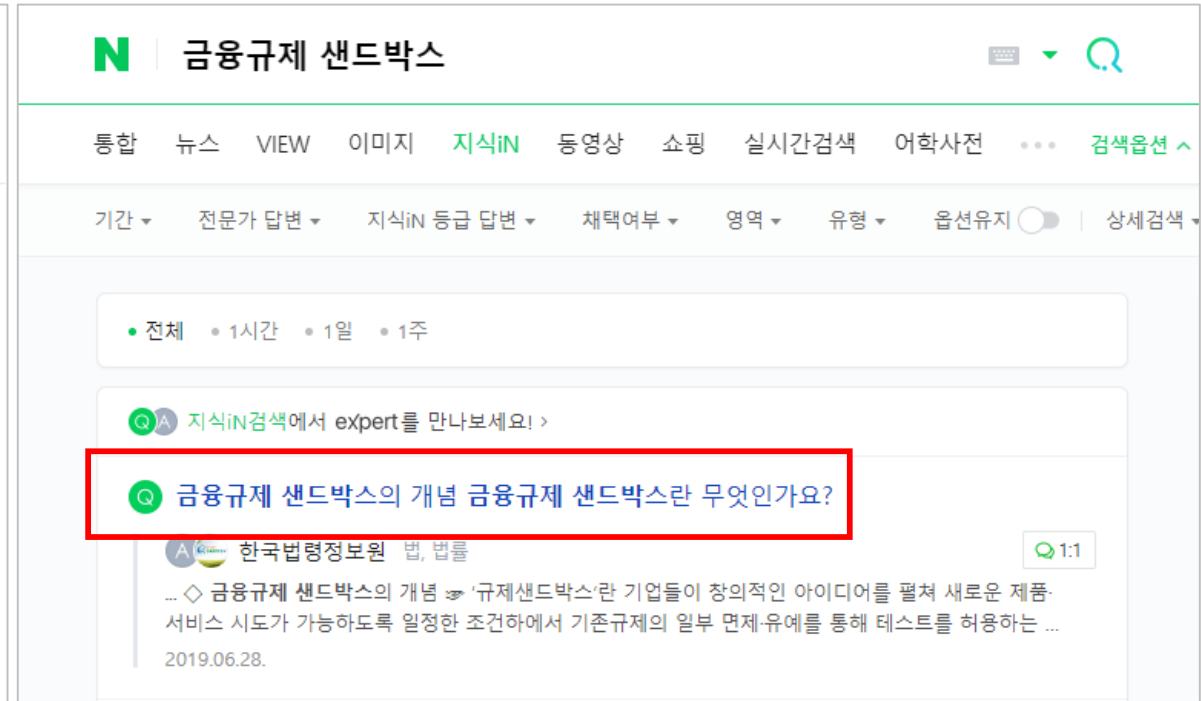 N 금융규제 샌드박스
통합 뉴스 VIEW 이미지 지식iN 동영상 쇼핑 실시간검색 어학사전 ••• 검색옵션
기간 전문가 답변 지식iN 등급 답변 채택여부 영역 유형 옵션유지 상세검색
• 전체 • 1시간 • 1일 • 1주
Q A 지식iN검색에서 expert를 만나보세요! >
Q 금융규제 샌드박스의 개념 금융규제 샌드박스란 무엇인가요?
A 한국법령정보원 법, 법률 1:1
... ◇ 금융규제 샌드박스의 개념 ☞ '규제샌드박스'란 기업들이 창의적인 아이디어를 펼쳐 새로운 제품·
서비스 시도가 가능하도록 일정한 조건하에서 기존규제의 일부 면제·유예를 통해 테스트를 허용하는 ...
2019.06.28.